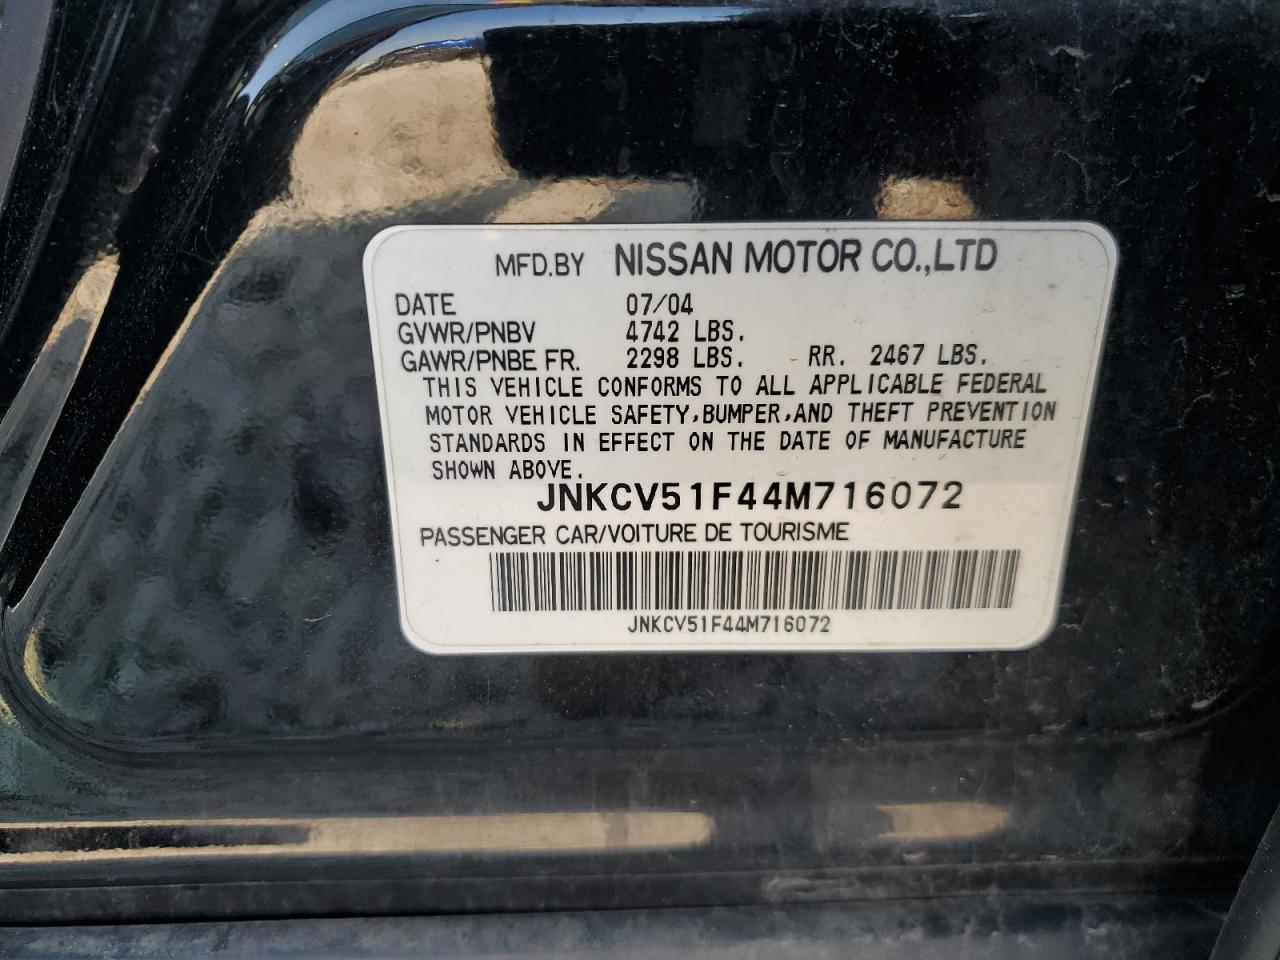 MFD.BY NISSAN MOTOR CO.,LTD
DATE 07/04
GVWR/PNBV 4742 LBS.
GAWR/PNBE FR. 2298 LBS. RR. 2467 LBS.
THIS VEHICLE CONFORMS TO ALL APPLICABLE FEDERAL
MOTOR VEHICLE SAFETY,BUMPER,AND THEFT PREVENTION
STANDARDS IN EFFECT ON THE DATE OF MANUFACTURE
SHOWN ABOVE.
JNKCV51F44M716072
PASSENGER CAR/VOITURE DE TOURISME
JNKCV51F44M716072